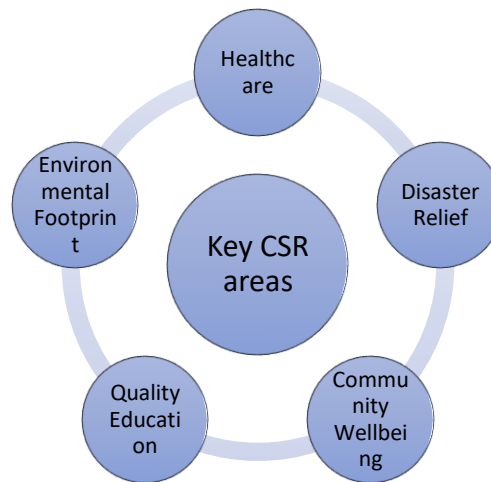 Healthc
are
Disaster
Relief
Commu
nity
Wellbei
ng
Quality
Educati
on
Environ
mental
Footprin
t
Key CSR
areas